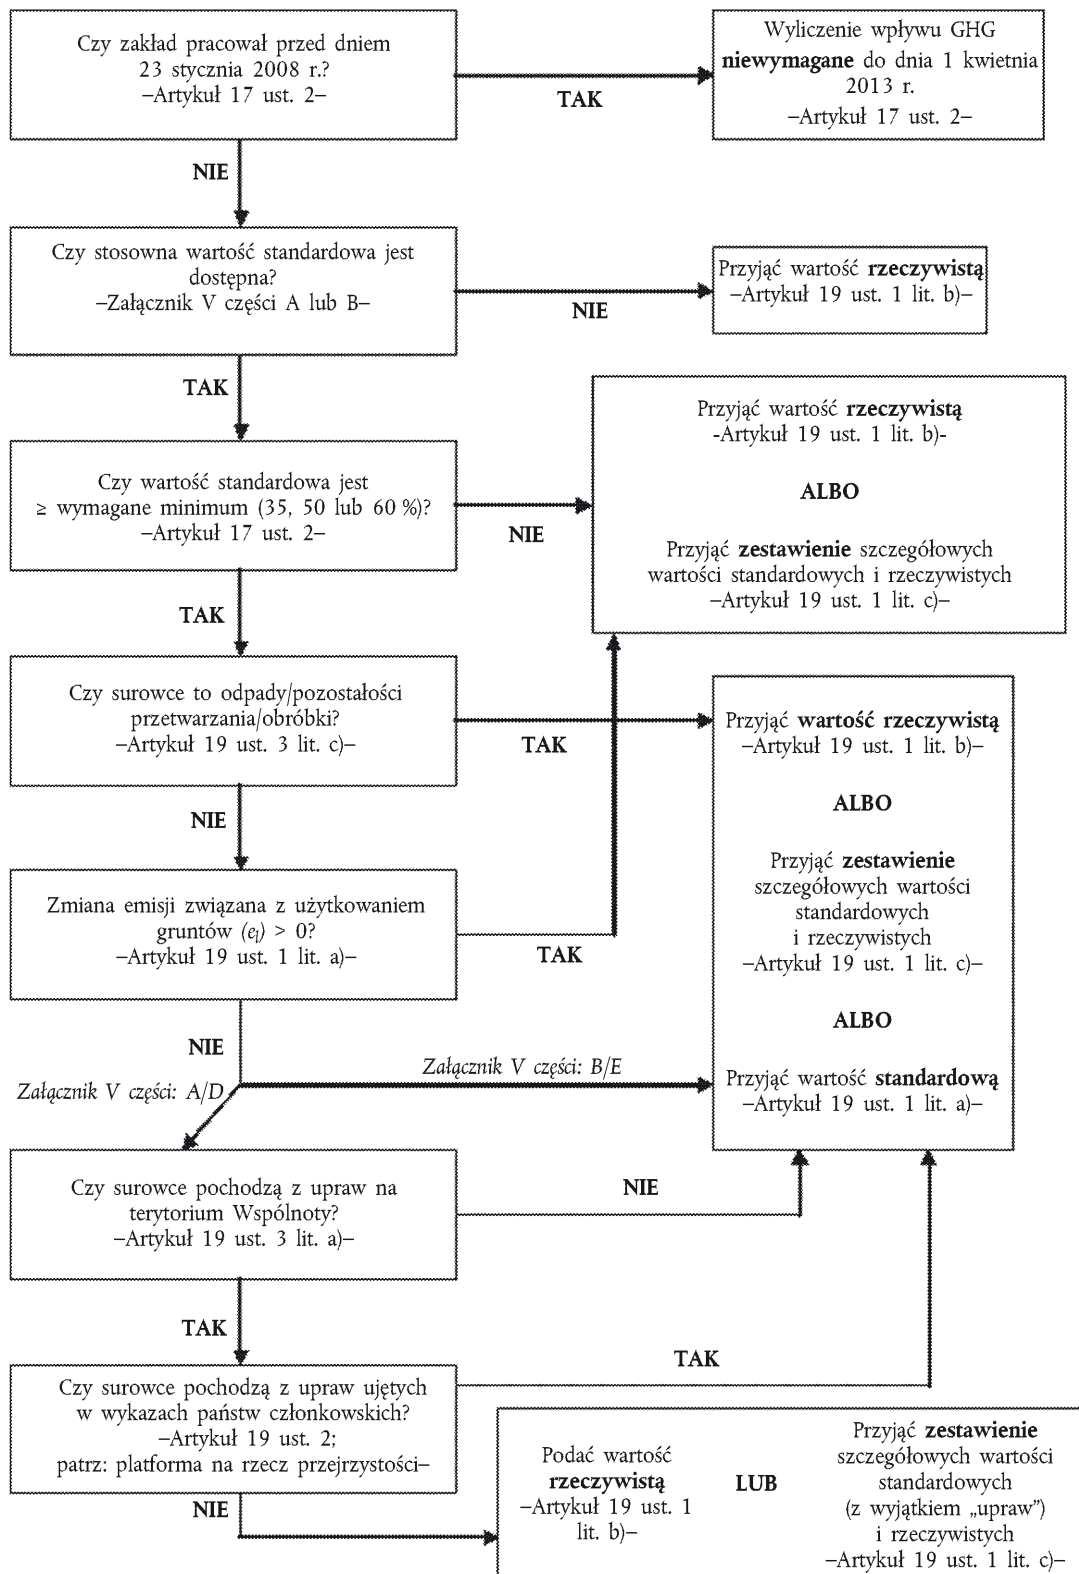 Czy zakład pracował przed dniem
23 stycznia 2008 r.?
–Artykuł 17 ust. 2–
TAK
Wyliczenie wpływu GHG
niewymagane do dnia 1 kwietnia
2013 r.
–Artykuł 17 ust. 2–
NIE
Czy stosowna wartość standardowa jest
dostępna?
–Załącznik V części A lub B–
NIE
Przyjąć wartość rzeczywistą
–Artykuł 19 ust. 1 lit. b)–
TAK
Czy wartość standardowa jest
≥ wymagane minimum (35, 50 lub 60 %)?
–Artykuł 17 ust. 2–
NIE
Przyjąć wartość rzeczywistą
-Artykuł 19 ust. 1 lit. b)-
ALBO
Przyjąć zestawienie szczegółowych
wartości standardowych i rzeczywistych
–Artykuł 19 ust. 1 lit. c)–
TAK
Czy surowce to odpady/pozostałości
przetwarzania/obróbki?
–Artykuł 19 ust. 3 lit. c)–
TAK
Przyjąć wartość rzeczywistą
–Artykuł 19 ust. 1 lit. b)–
ALBO
Przyjąć zestawienie
szczegółowych wartości
standardowych
i rzeczywistych
–Artykuł 19 ust. 1 lit. c)–
ALBO
Przyjąć wartość standardową
–Artykuł 19 ust. 1 lit. a)–
NIE
Zmiana emisji związana z użytkowaniem
gruntów (el) > 0?
–Artykuł 19 ust. 1 lit. a)–
TAK
NIE
Załącznik V części: B/E
Załącznik V części: A/D
Czy surowce pochodzą z upraw na
terytorium Wspólnoty?
–Artykuł 19 ust. 3 lit. a)–
NIE
TAK
Czy surowce pochodzą z upraw ujętych
w wykazach państw członkowskich?
–Artykuł 19 ust. 2;
patrz: platforma na rzecz przejrzystości–
TAK
NIE
Podać wartość
rzeczywistą
–Artykuł 19 ust. 1
lit. b)–
LUB
Przyjąć zestawienie
szczegółowych wartości
standardowych
(z wyjątkiem „upraw”)
i rzeczywistych
–Artykuł 19 ust. 1 lit. c)–